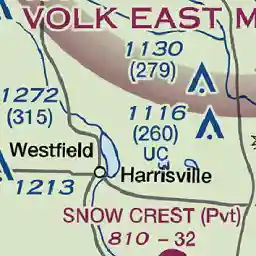 VOLK EAST M
1130
(279)
1272
(315)
1116
(260)
UC
Westfield
Harrisville
1213
SNOW CREST (Pvt)
810 - 32